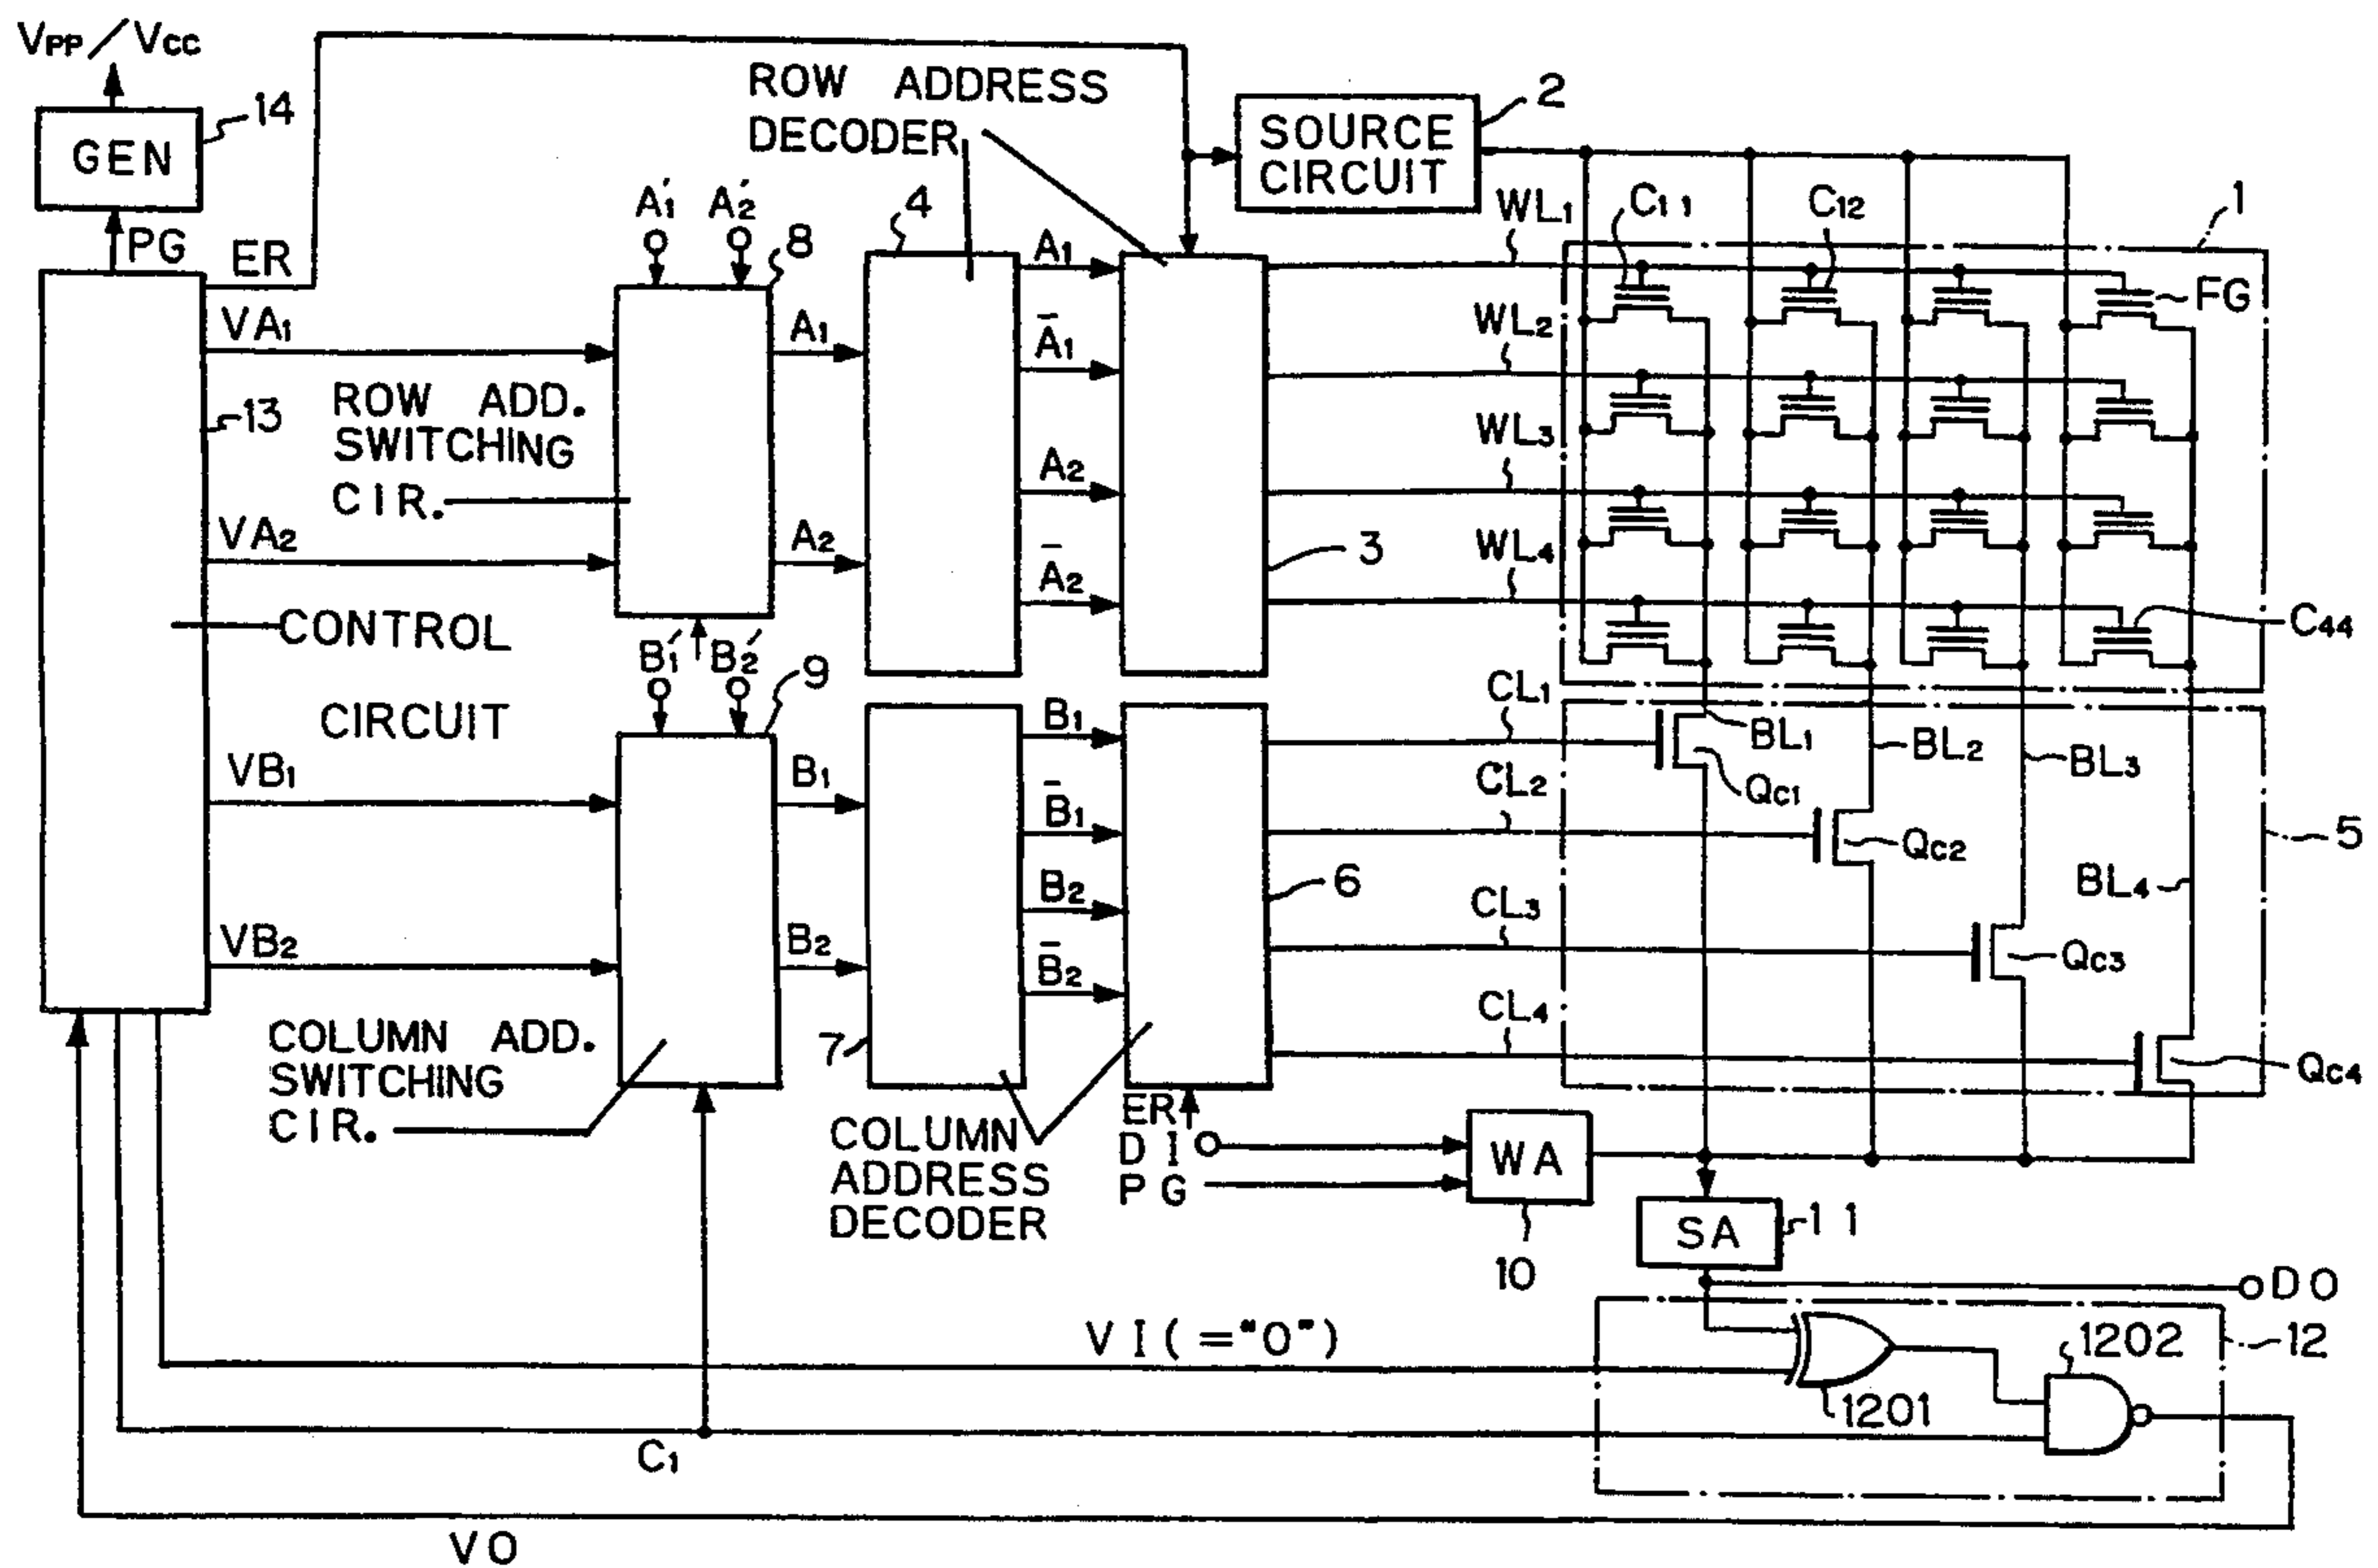 VPP/VCC
GEN
14
PG
ER
ROW ADDRESS
DECODER
SOURCE
CIRCUIT
2
A1' A2'
8
4
A1
A̅1
A2
A̅2
3
WL1
WL2
WL3
WL4
C11
C12
1
FG
C44
VA1
A1
13
ROW ADD.
SWITCHING
CIR.
VA2
A2
CONTROL
CIRCUIT
B1' B2'
9
VB1
B1
VB2
B2
B1
B̅1
B2
B̅2
6
7
CL1
CL2
CL3
CL4
BL1
BL2
BL3
BL4
QC1
QC2
QC3
QC4
5
COLUMN ADD.
SWITCHING
CIR.
COLUMN
ADDRESS
DECODER
ER
DI
PG
WA
10
SA
11
DO
VI(="0")
1201
1202
12
C1
VO